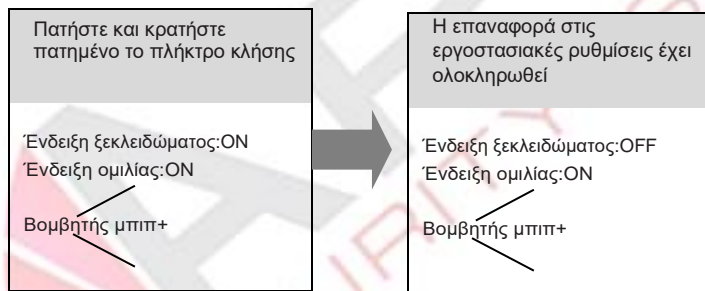 Πατήστε και κρατήστε
πατημένο το πλήκτρο κλήσης
Ένδειξη ξεκλειδώματος:ON
Ένδειξη ομιλίας:ON
Βομβητής μπιπ+
Η επαναφορά στις
εργοστασιακές ρυθμίσεις έχει
ολοκληρωθεί
Ένδειξη ξεκλειδώματος:OFF
Ένδειξη ομιλίας:ON
Βομβητής μπιπ+